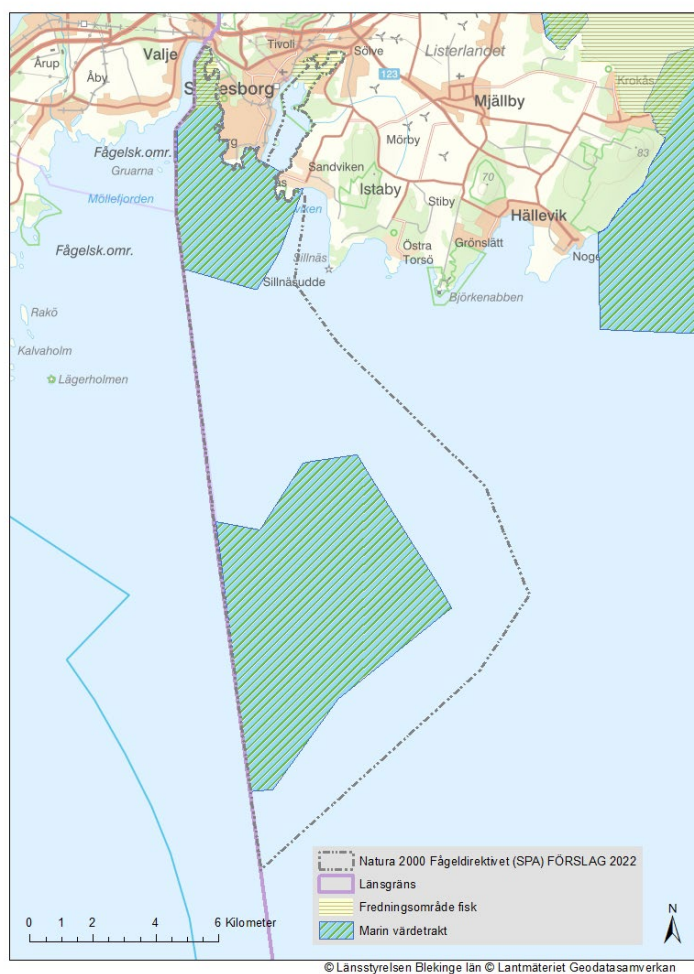 Årup
Åby
Valje
Tivoli
Sölve
Listerlandet
123
Krokås
Mjällby
Fågelsk.omr.
Gruarna
Mörby
Sandviken
Istaby
83
70
Möllefjorden
Stiby
Hällevik
Fågelsk.omr.
Östra
Torsö
Grönslätt
Sillnäs
Noge
Sillnäsudde
Björkenabben
Rakö
Kalvaholm
Lägerholmen
Natura 2000 Fågeldirektivet (SPA) FÖRSLAG 2022
Länsgräns
Fredningsområde fisk
Marin värdetrakt
0 1 2 4 6 Kilometer
N
© Länsstyrelsen Blekinge län © Lantmäteriet Geodatasamverkan